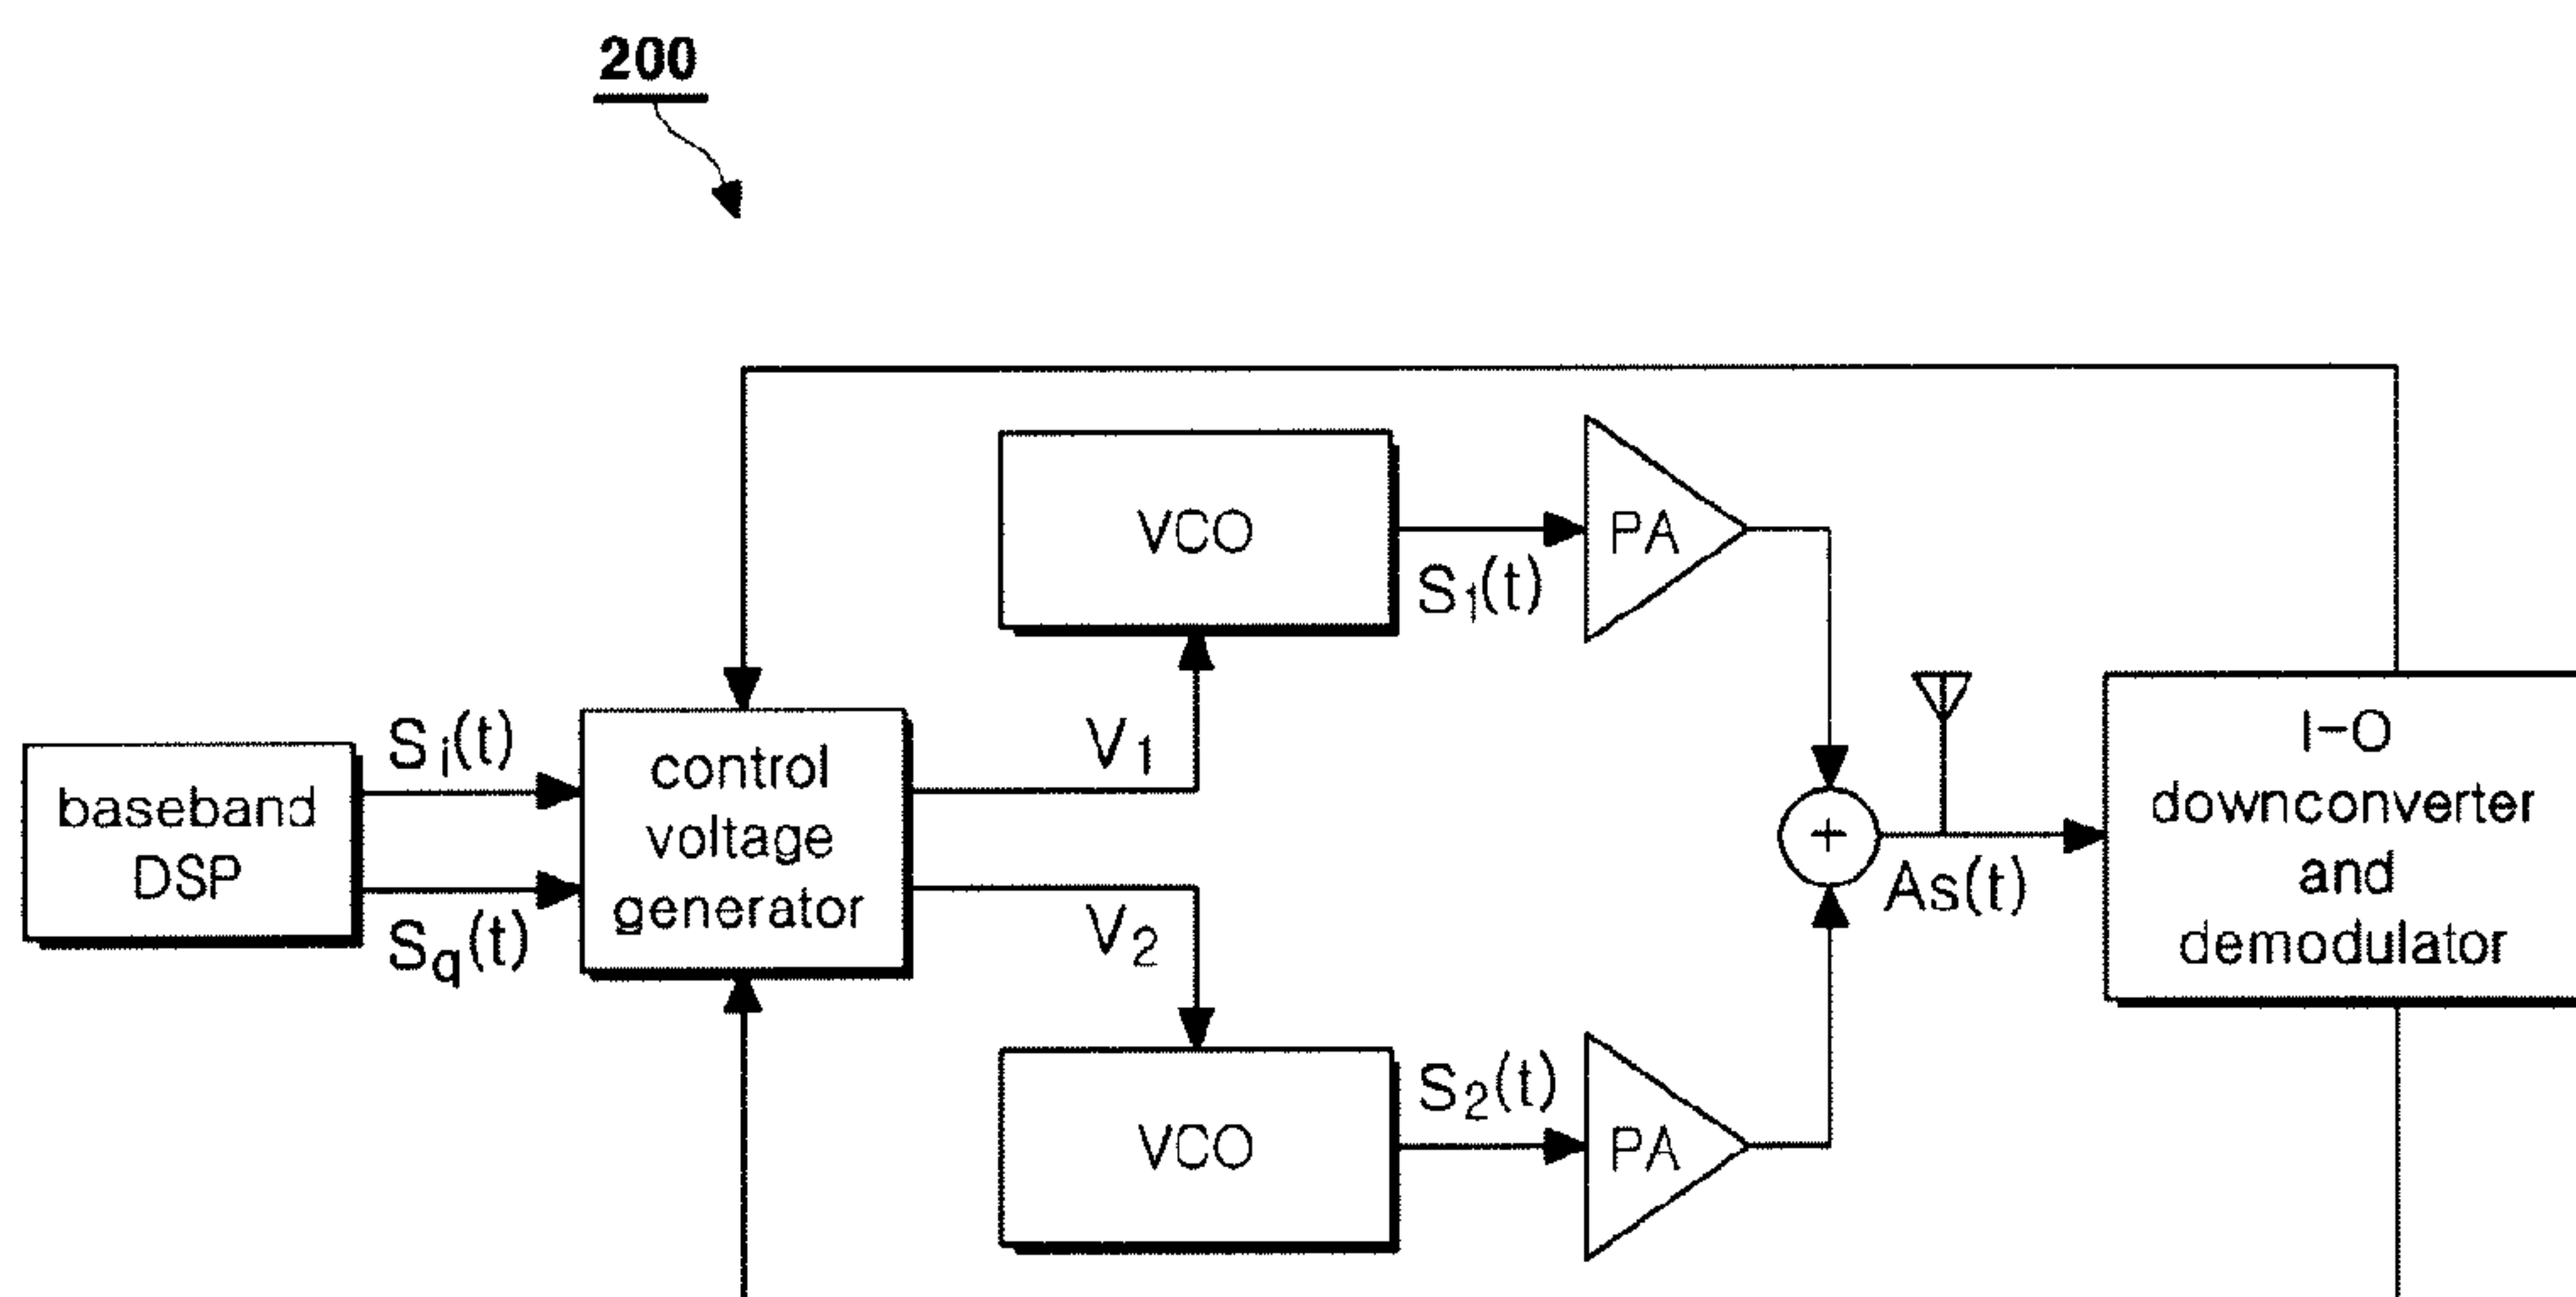 200
VCO
PA
S1(t)
Si(t)
baseband
DSP
Sq(t)
control
voltage
generator
V1
V2
+
As(t)
I-O
downconverter
and
demodulator
VCO
S2(t)
PA